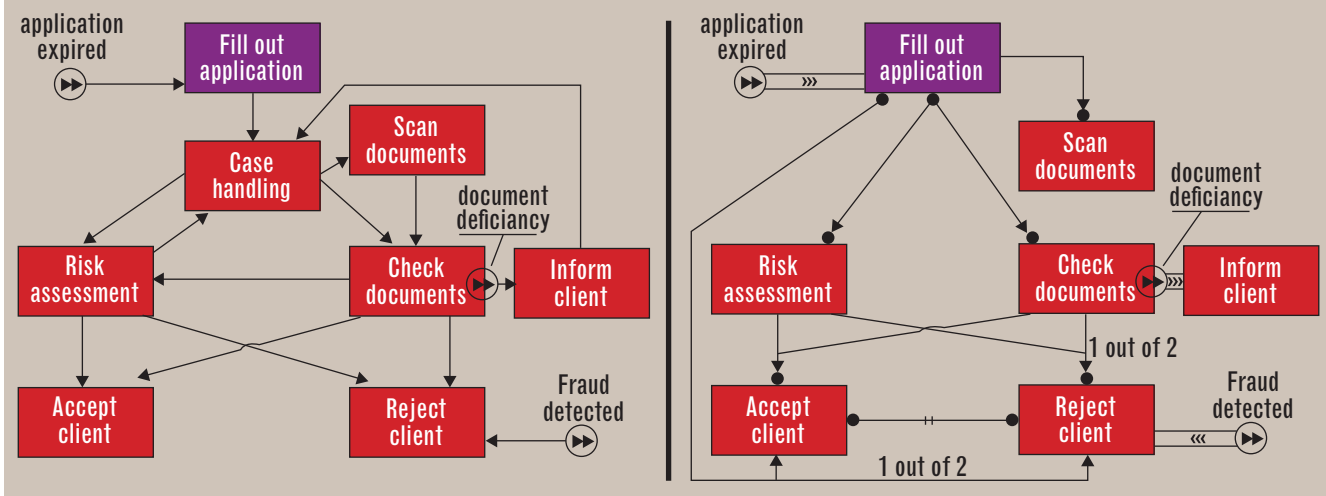 application
expired
Fill out
application
Scan
documents
Case
handling
document
deficiancy
Risk
assessment
Check
documents
Inform
client
Accept
client
Reject
client
Fraud
detected
application
expired
Fill out
application
Scan
documents
document
deficiancy
Risk
assessment
Check
documents
Inform
client
1 out of 2
Accept
client
Reject
client
Fraud
detected
1 out of 2